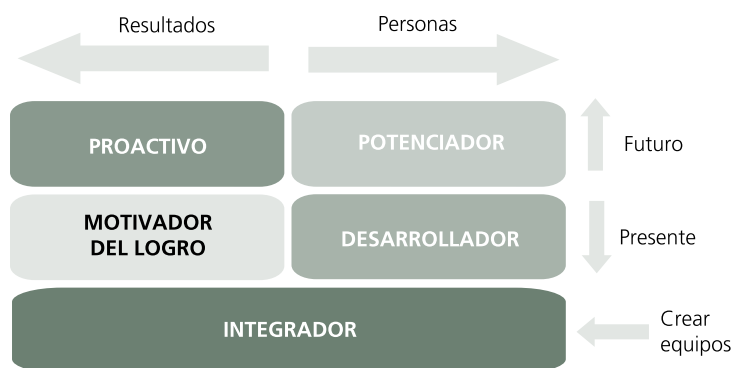 Resultados
Personas
PROACTIVO
POTENCIADOR
Futuro
MOTIVADOR
DEL LOGRO
DESARROLLADOR
Presente
INTEGRADOR
Crear
equipos